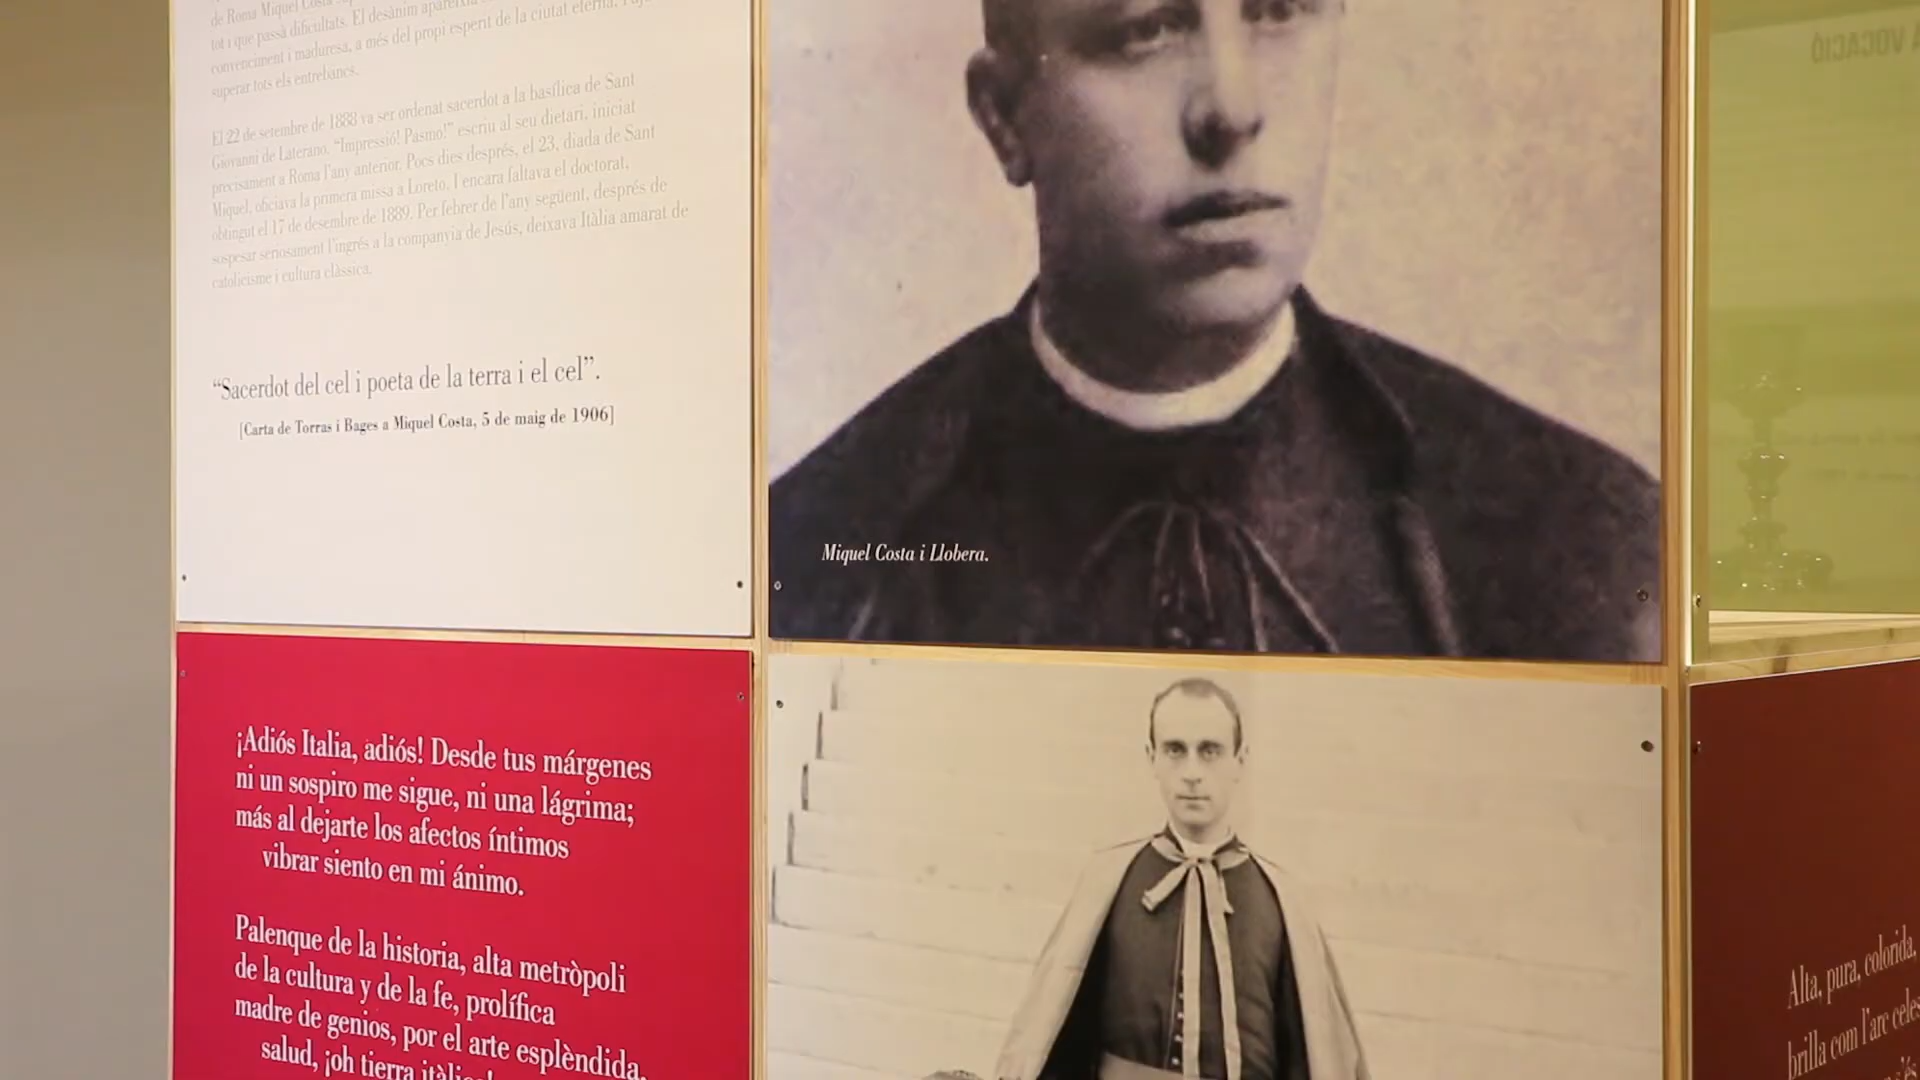 de Roma Miquel Costa
tot i que passà dificultats. El desànim
convenciment i maduresa, a més del propi esperit de la ciutat eterna,
superar tots els entrebancs.
El 22 de setembre de 1888 va ser ordenat sacerdot a la basílica de Sant
Giovanni de Laterano. “Impressió! Pasmo!” escriu al seu dietari, iniciat
precisament a Roma l’any anterior. Pocs dies després, el 23, diada de Sant
Miquel, oficiava la primera missa a Loreto. I encara faltava el doctorat,
obtingut el 17 de desembre de 1889. Per febrer de l’any següent, després de
sospesar seriosament l’ingrés a la companyia de Jesús, deixava Itàlia amarat de
catolicisme i cultura clàssica.
“Sacerdot del cel i poeta de la terra i el cel”.
[Carta de Torras i Bages a Miquel Costa, 5 de maig de 1906]
Miquel Costa i Llobera.
¡Adiós Italia, adiós! Desde tus márgenes
ni un sospiro me sigue, ni una lágrima;
más al dejarte los afectos íntimos
vibrar siento en mi ánimo.
Palenque de la historia, alta metròpoli
de la cultura y de la fe, prolífica
madre de genios, por el arte esplèndida,
salud, ¡oh tierra itàlica!
A VOCACIÓ
Alta, pura, colorida,
brilla com l’arc celes